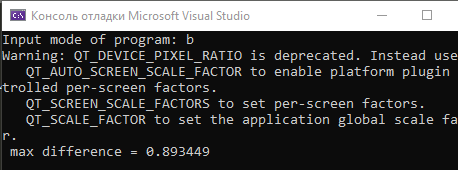 Консоль отладки Microsoft Visual Studio
Input mode of program: b
Warning: QT_DEVICE_PIXEL_RATIO is deprecated. Instead use
QT_AUTO_SCREEN_SCALE_FACTOR to enable platform plugin
trolled per-screen factors.
QT_SCREEN_SCALE_FACTORS to set per-screen factors.
QT_SCALE_FACTOR to set the application global scale fa
r.
max difference = 0.893449